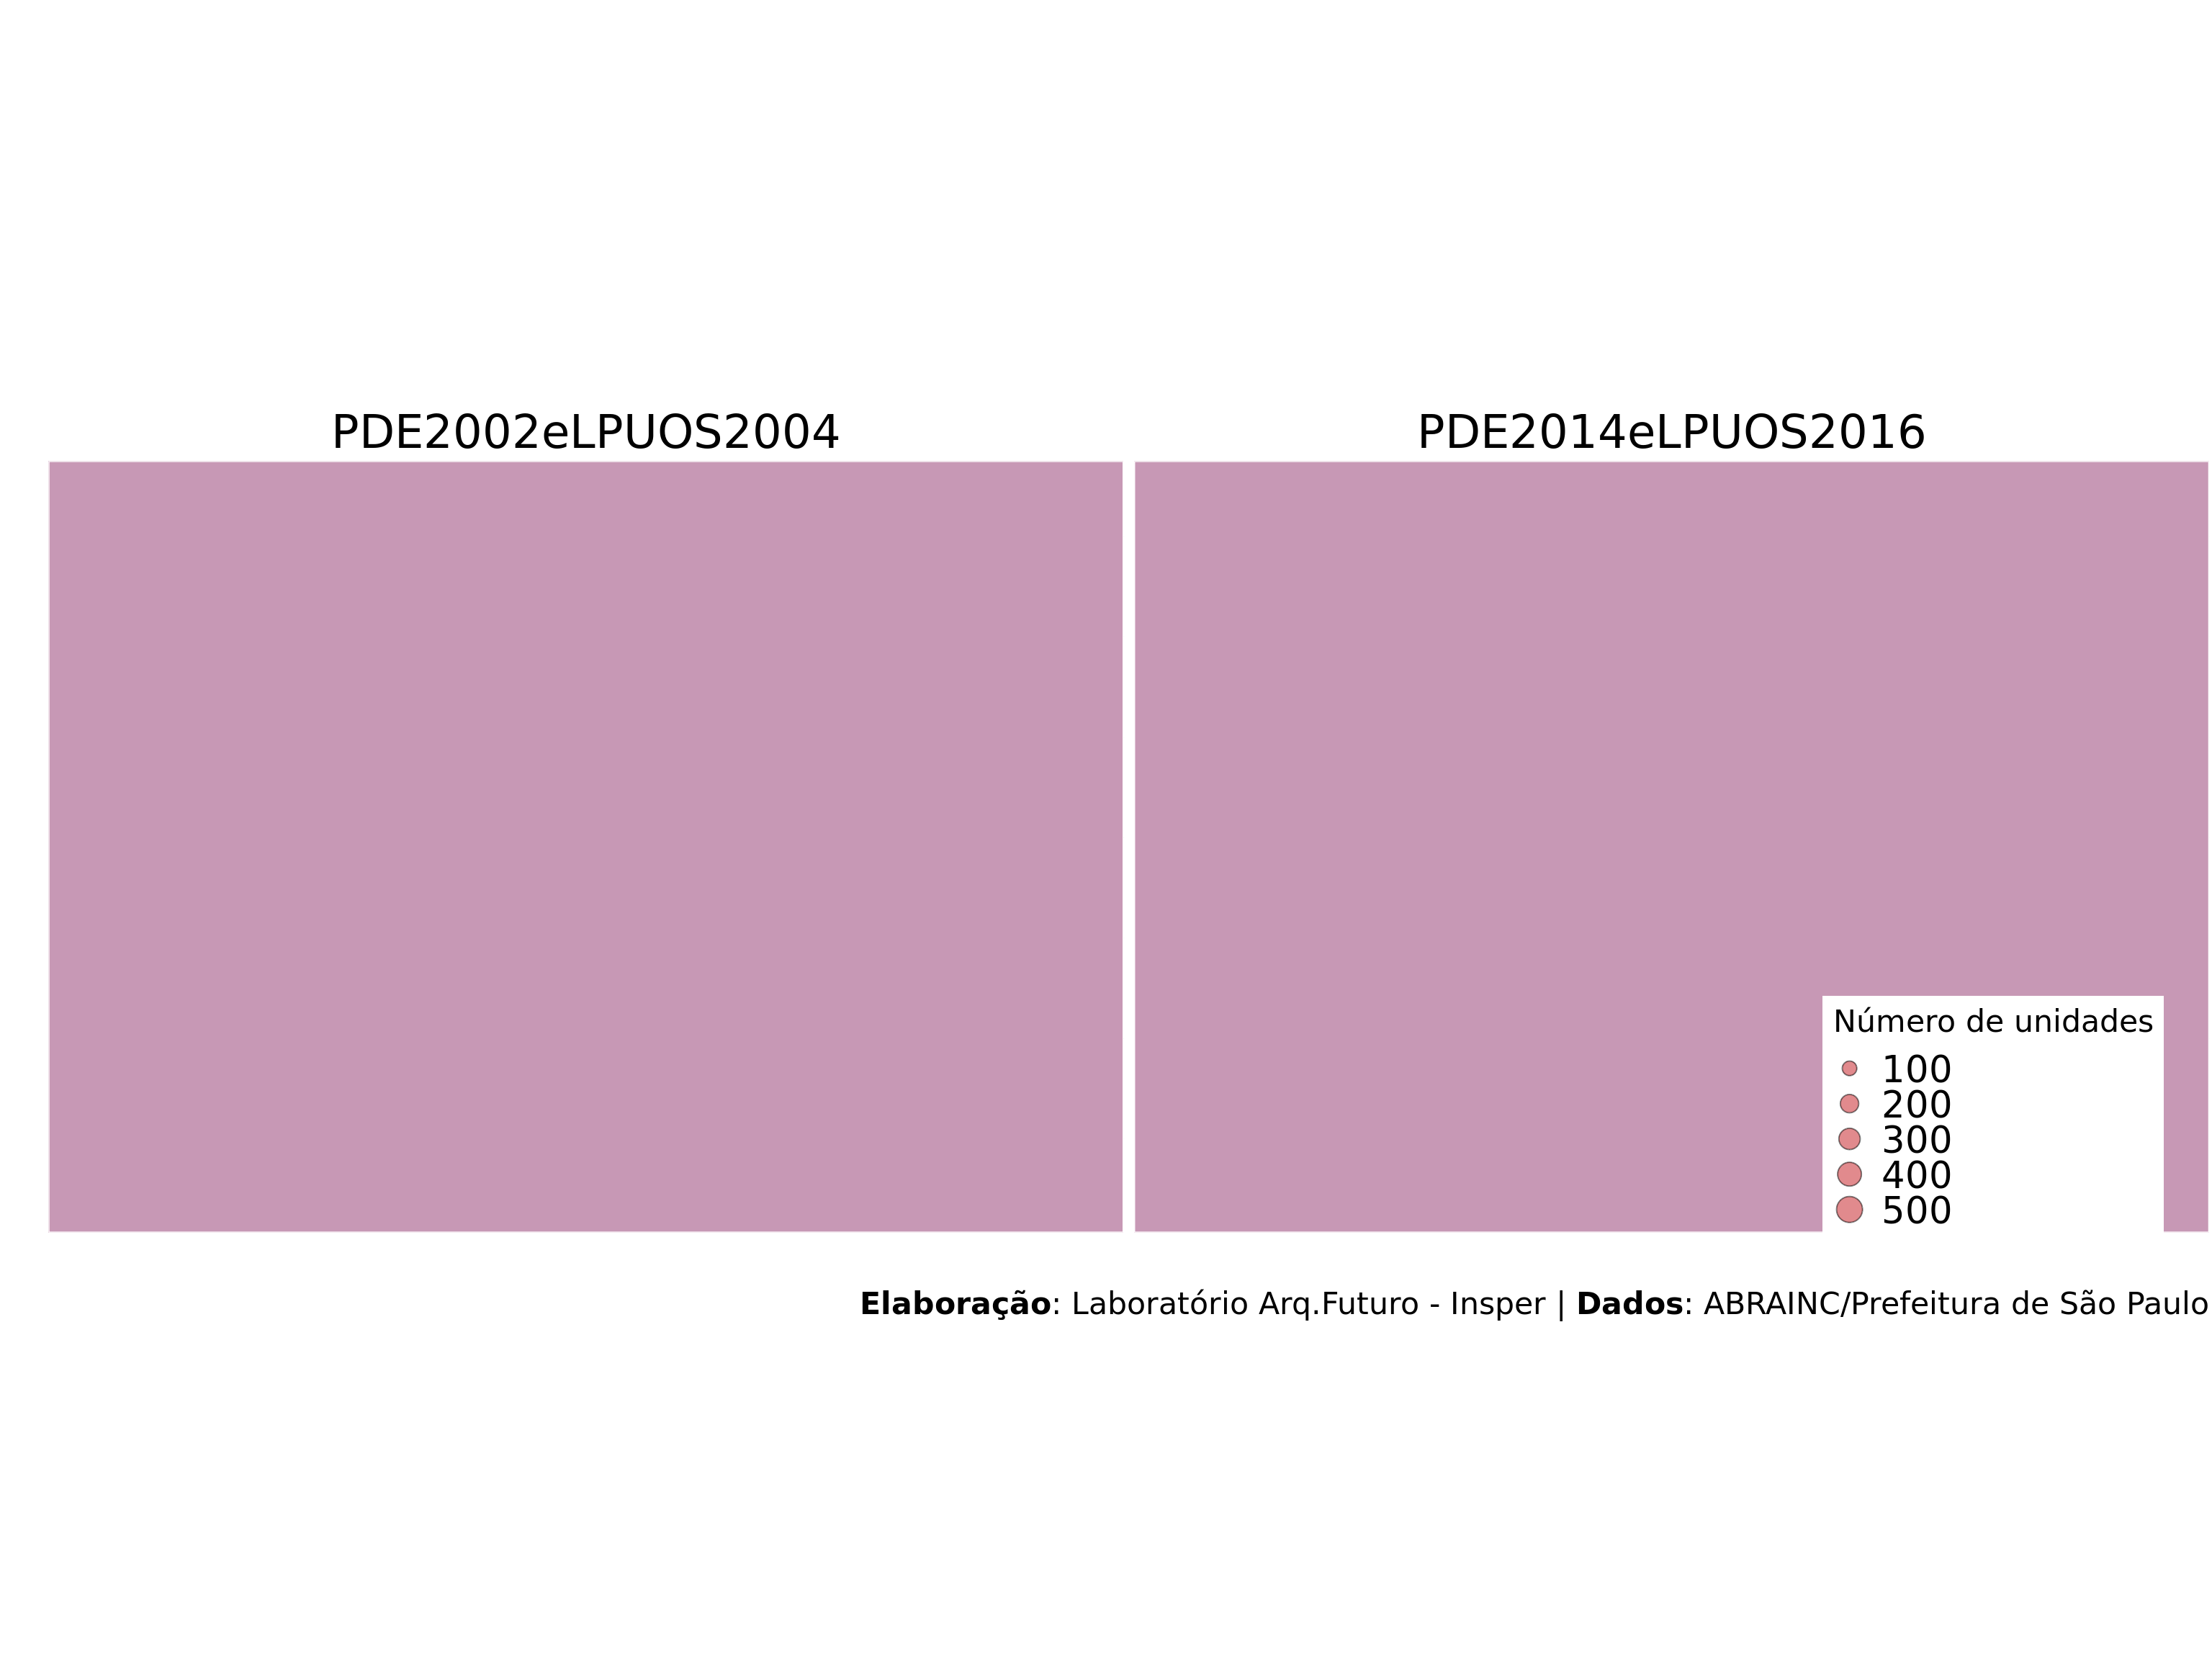 PDE2002eLPUOS2004
PDE2014eLPUOS2016
Número de unidades
100
200
300
400
500
Elaboração: Laboratório Arq.Futuro - Insper | Dados: ABRAINC/Prefeitura de São Paulo